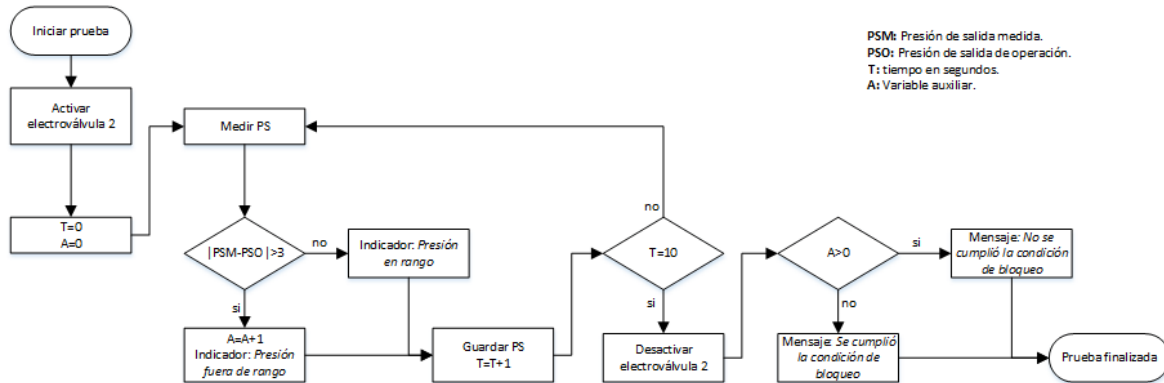 Iniciar prueba
PSM: Presión de salida medida.
PSO: Presión de salida de operación.
T: tiempo en segundos.
A: Variable auxiliar.
Activar
electroválvula 2
Medir PS
T=0
A=0
no
|PSM-PSO|>3
no
Indicador: Presión
en rango
T=10
A>0
si
Mensaje: No se
cumplió la condición
de bloqueo
si
si
no
A=A+1
Indicador: Presión
fuera de rango
Guardar PS
T=T+1
Desactivar
electroválvula 2
Mensaje: Se cumplió
la condición de
bloqueo
Prueba finalizada